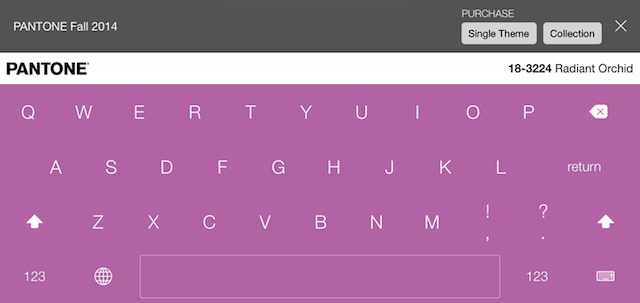 PURCHASE
PANTONE Fall 2014
Single Theme Collection
PANTONE®
18-3224 Radiant Orchid
Q W E R T Y U I O P
A S D F G H J K L return
Z X C V B N M ! , ? .
123 123